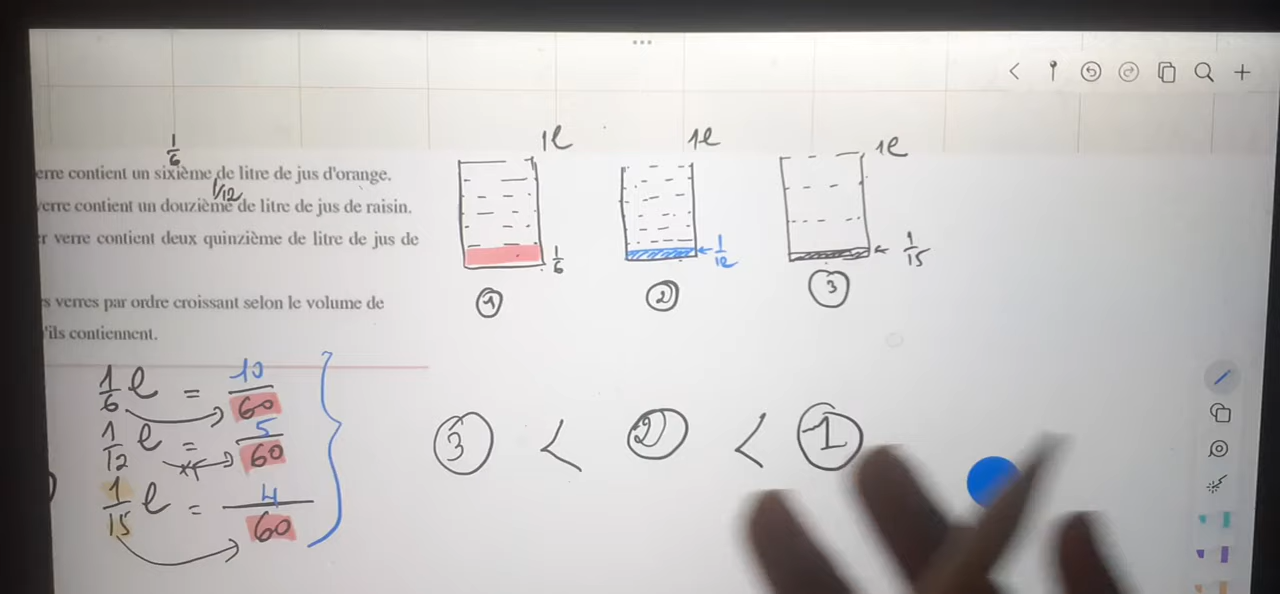 1/6
erre contient un sixième de litre de jus d'orange.
1/12
verre contient un douzième de litre de jus de raisin.
r verre contient deux quinzième de litre de jus de
s verres par ordre croissant selon le volume de
'ils contiennent.
1l 1l 1l
1/6 1/12 1/15
1 2 3
1/6 l = 10/60
1/12 l = 5/60
1/15 l = 4/60
3 < 2 < 1